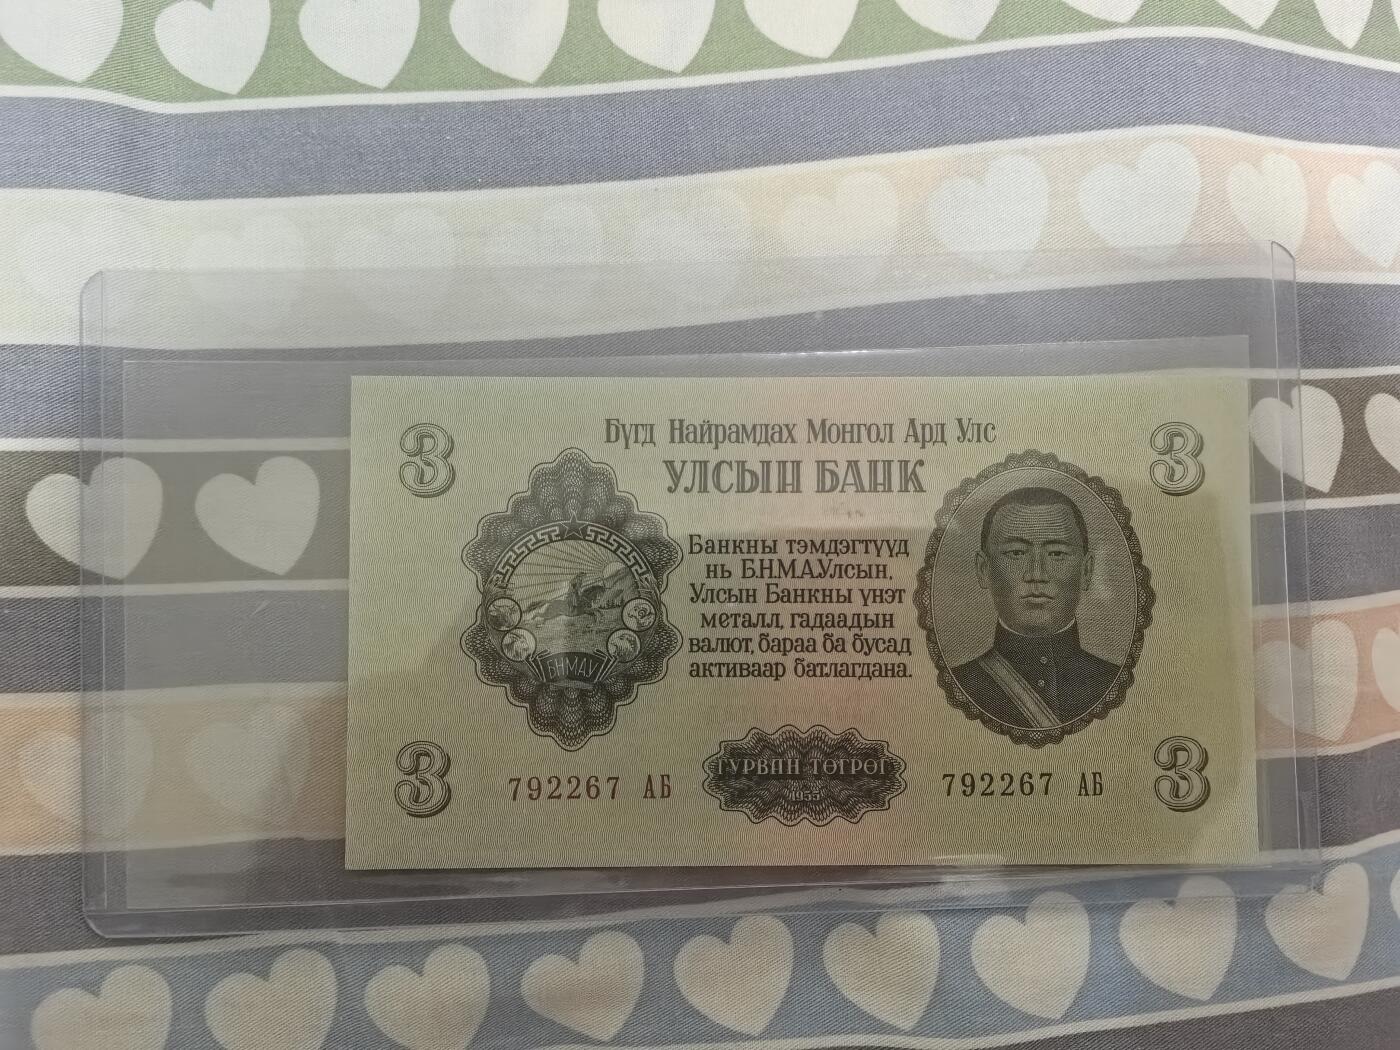 3
Бүгд Найрамдах Монгол Ард Улс
3
УЛСЫН БАНК
Банкны тэмдэгтүүд
нь Б.Н.М.А.Улсын,
Улсын Банкны үнэт
металл, гадаадын
валют, бараа ба бусад
активаар батлагдана.
БНМАУ
3
792267 АБ
ГУРВАН ТӨГРӨГ
1955
792267 АБ
3